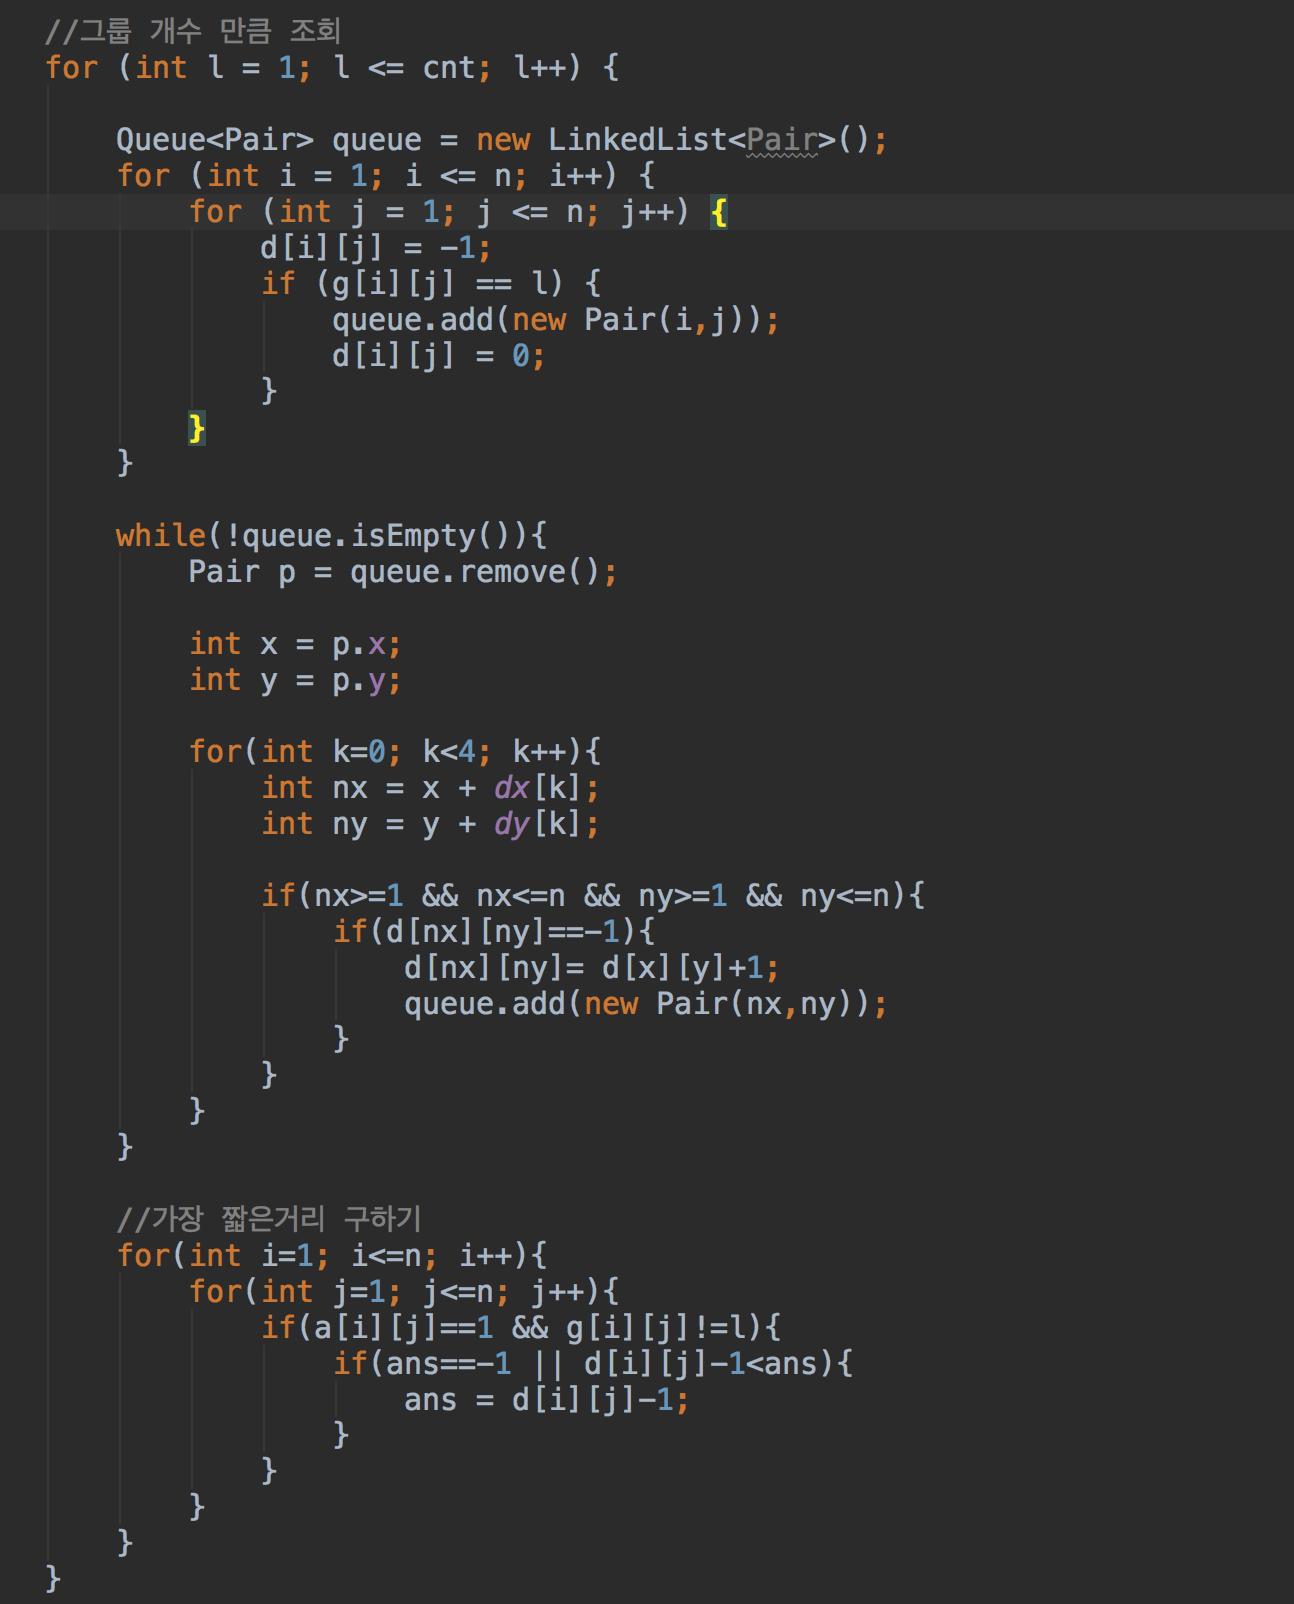 //그룹 개수 만큼 조회
for (int l = 1; l <= cnt; l++) {
Queue<Pair> queue = new LinkedList<Pair>();
for (int i = 1; i <= n; i++) {
for (int j = 1; j <= n; j++) {
d[i][j] = -1;
if (g[i][j] == l) {
queue.add(new Pair(i,j));
d[i][j] = 0;
}
}
}
while(!queue.isEmpty()){
Pair p = queue.remove();
int x = p.x;
int y = p.y;
for(int k=0; k<4; k++){
int nx = x + dx[k];
int ny = y + dy[k];
if(nx>=1 && nx<=n && ny>=1 && ny<=n){
if(d[nx][ny]==-1){
d[nx][ny]= d[x][y]+1;
queue.add(new Pair(nx,ny));
}
}
}
}
//가장 짧은거리 구하기
for(int i=1; i<=n; i++){
for(int j=1; j<=n; j++){
if(a[i][j]==1 && g[i][j]!=l){
if(ans==-1 || d[i][j]-1<ans){
ans = d[i][j]-1;
}
}
}
}
}